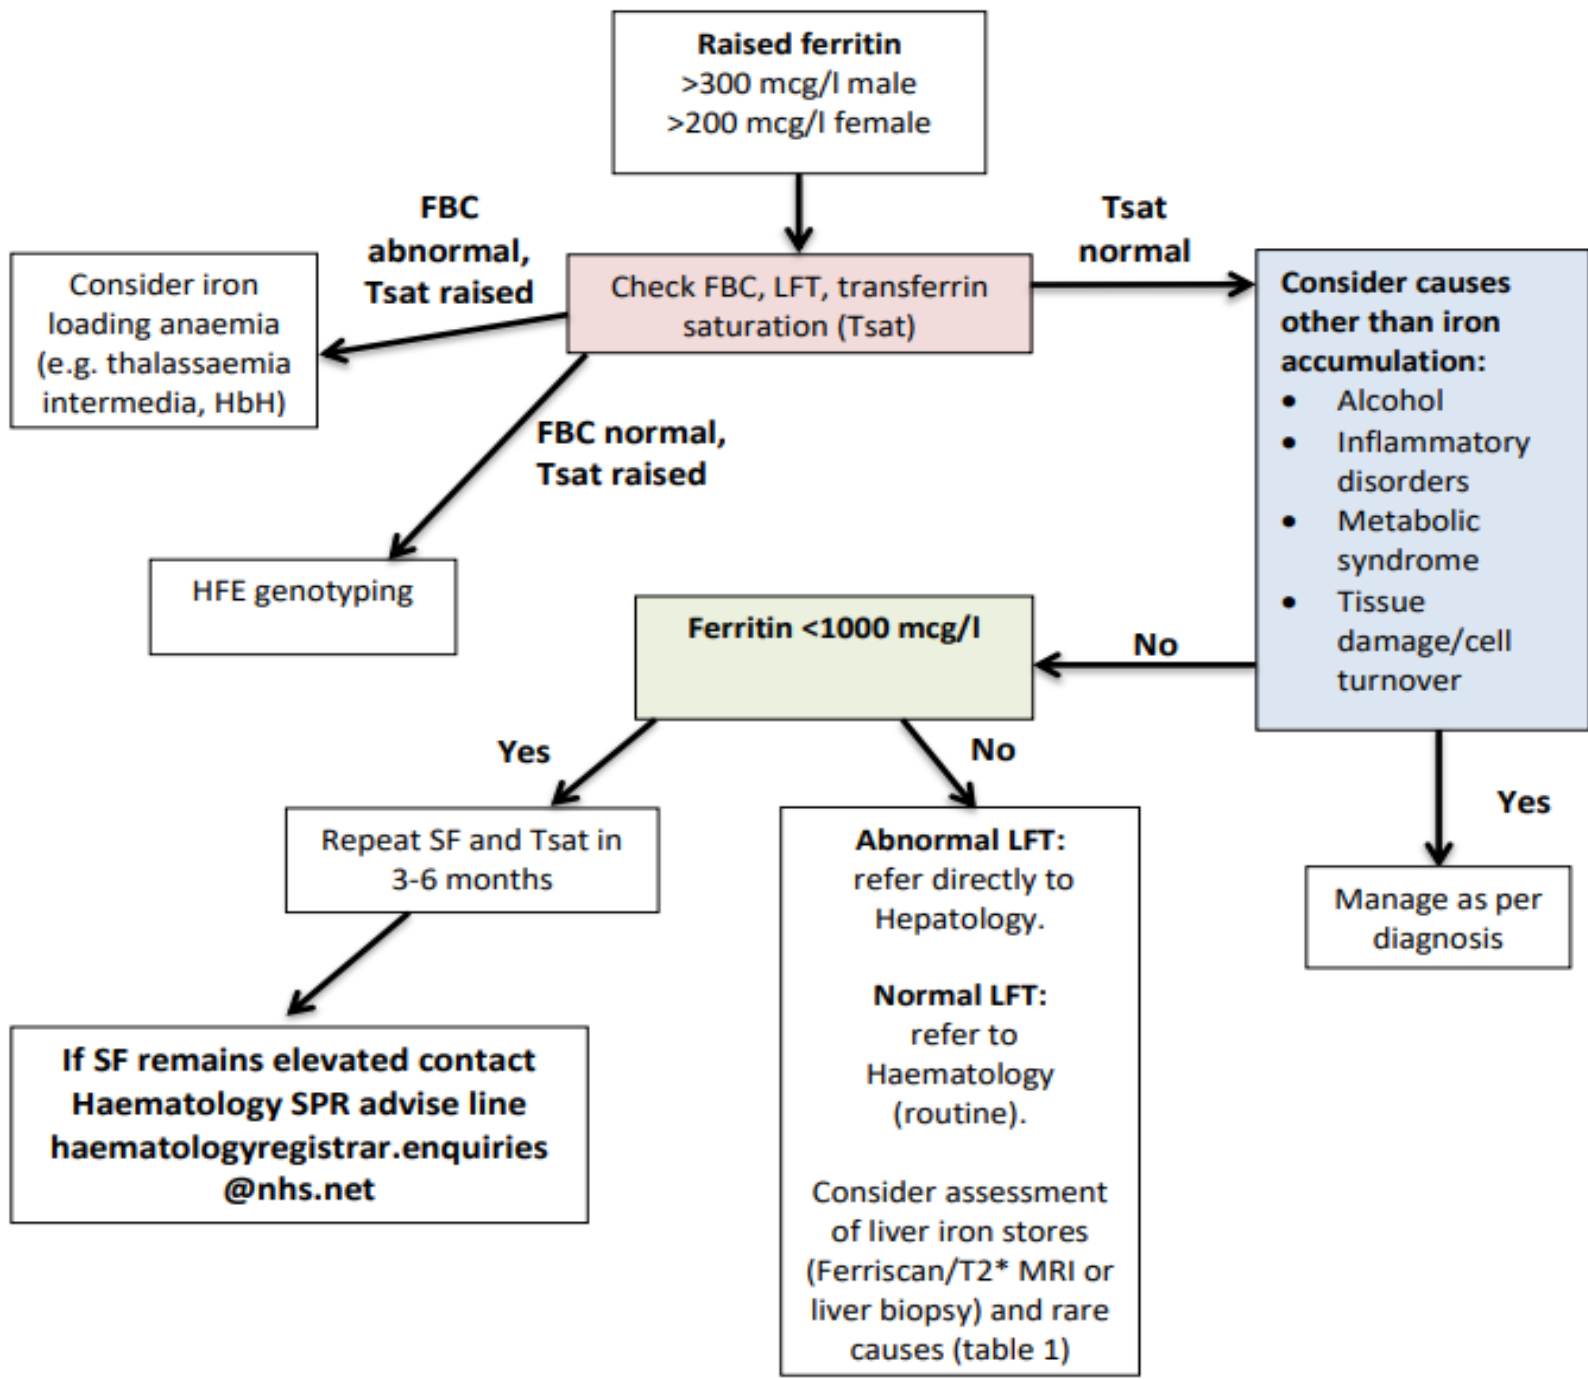 Raised ferritin
>300 mcg/l male
>200 mcg/l female
FBC
abnormal,
Tsat raised
Tsat
normal
Consider iron
loading anaemia
(e.g. thalassaemia
intermedia, HbH)
Check FBC, LFT, transferrin
saturation (Tsat)
Consider causes
other than iron
accumulation:
• Alcohol
• Inflammatory
disorders
• Metabolic
syndrome
• Tissue
damage/cell
turnover
FBC normal,
Tsat raised
HFE genotyping
Ferritin <1000 mcg/l
No
Yes
No
Yes
Repeat SF and Tsat in
3-6 months
Abnormal LFT:
refer directly to
Hepatology.
Normal LFT:
refer to
Haematology
(routine).
Consider assessment
of liver iron stores
(Ferriscan/T2* MRI or
liver biopsy) and rare
causes (table 1)
Manage as per
diagnosis
If SF remains elevated contact
Haematology SPR advise line
haematologyregistrar.enquiries
@nhs.net